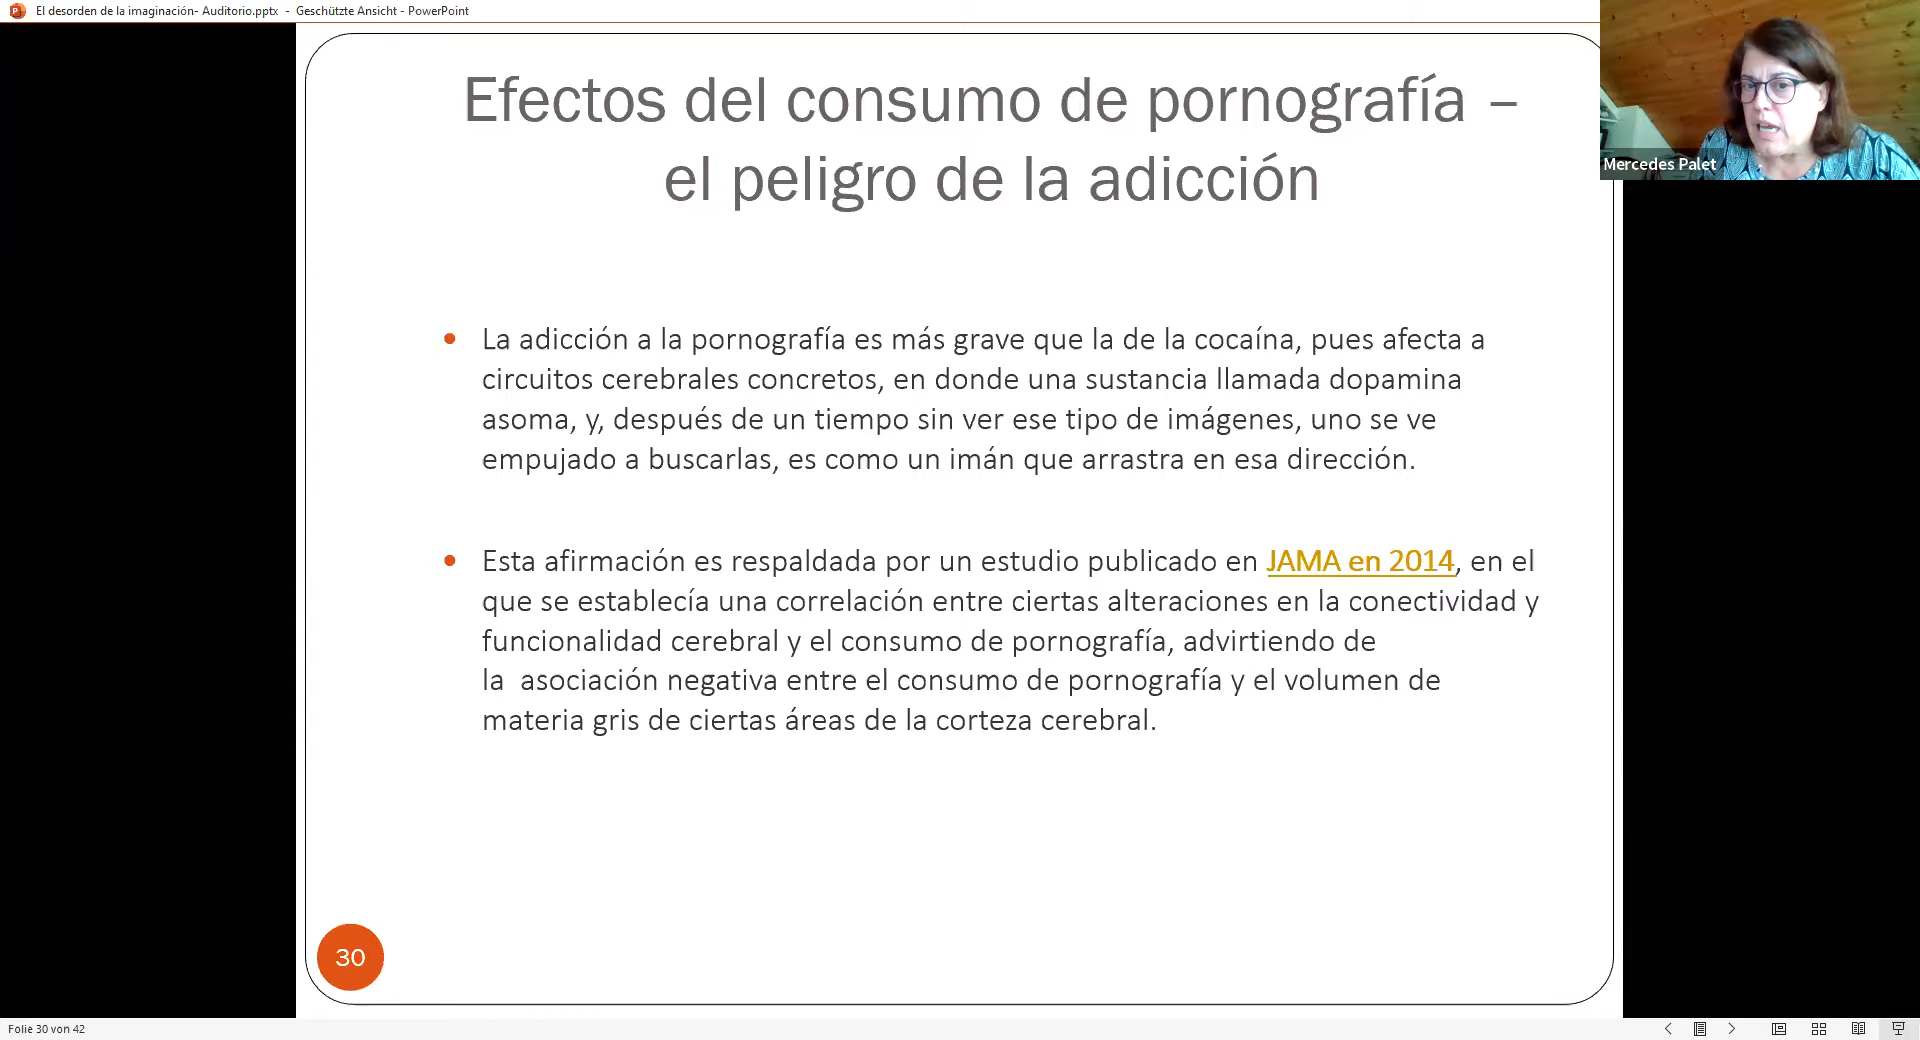 El desorden de la imaginación- Auditorio.pptx - Geschützte Ansicht - PowerPoint
Efectos del consumo de pornografía –
el peligro de la adicción
Mercedes Palet
• La adicción a la pornografía es más grave que la de la cocaína, pues afecta a
circuitos cerebrales concretos, en donde una sustancia llamada dopamina
asoma, y, después de un tiempo sin ver ese tipo de imágenes, uno se ve
empujado a buscarlas, es como un imán que arrastra en esa dirección.
• Esta afirmación es respaldada por un estudio publicado en JAMA en 2014, en el
que se establecía una correlación entre ciertas alteraciones en la conectividad y
funcionalidad cerebral y el consumo de pornografía, advirtiendo de
la  asociación negativa entre el consumo de pornografía y el volumen de
materia gris de ciertas áreas de la corteza cerebral.
30
Folie 30 von 42